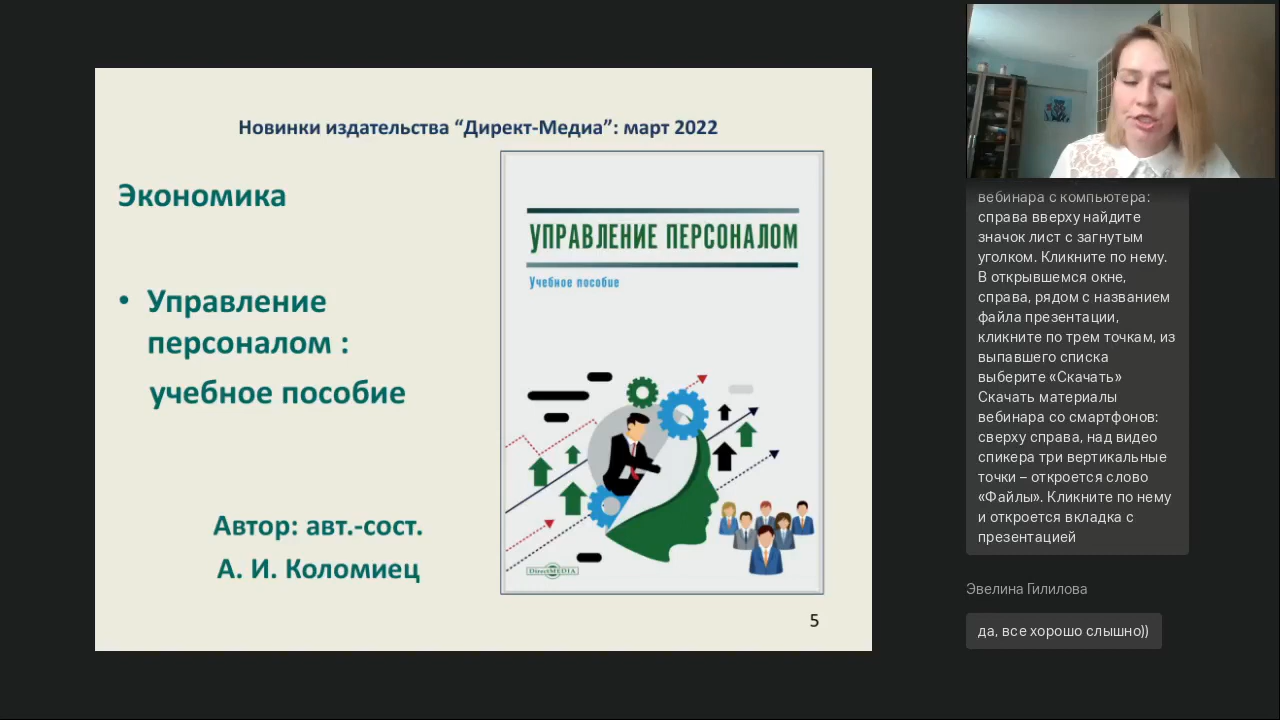 Новинки издательства “Директ-Медиа”: март 2022
Экономика
• Управление
персоналом :
учебное пособие
Автор: авт.-сост.
А. И. Коломиец
УПРАВЛЕНИЕ ПЕРСОНАЛОМ
Учебное пособие
DirectMEDIA
5
вебинара с компьютера:
справа вверху найдите
значок лист с загнутым
уголком. Кликните по нему.
В открывшемся окне,
справа, рядом с названием
файла презентации,
кликните по трем точкам, из
выпавшего списка
выберите «Скачать»
Скачать материалы
вебинара со смартфонов:
сверху справа, над видео
спикера три вертикальные
точки – откроется слово
«Файлы». Кликните по нему
и откроется вкладка с
презентацией
Эвелина Гилилова
да, все хорошо слышно))